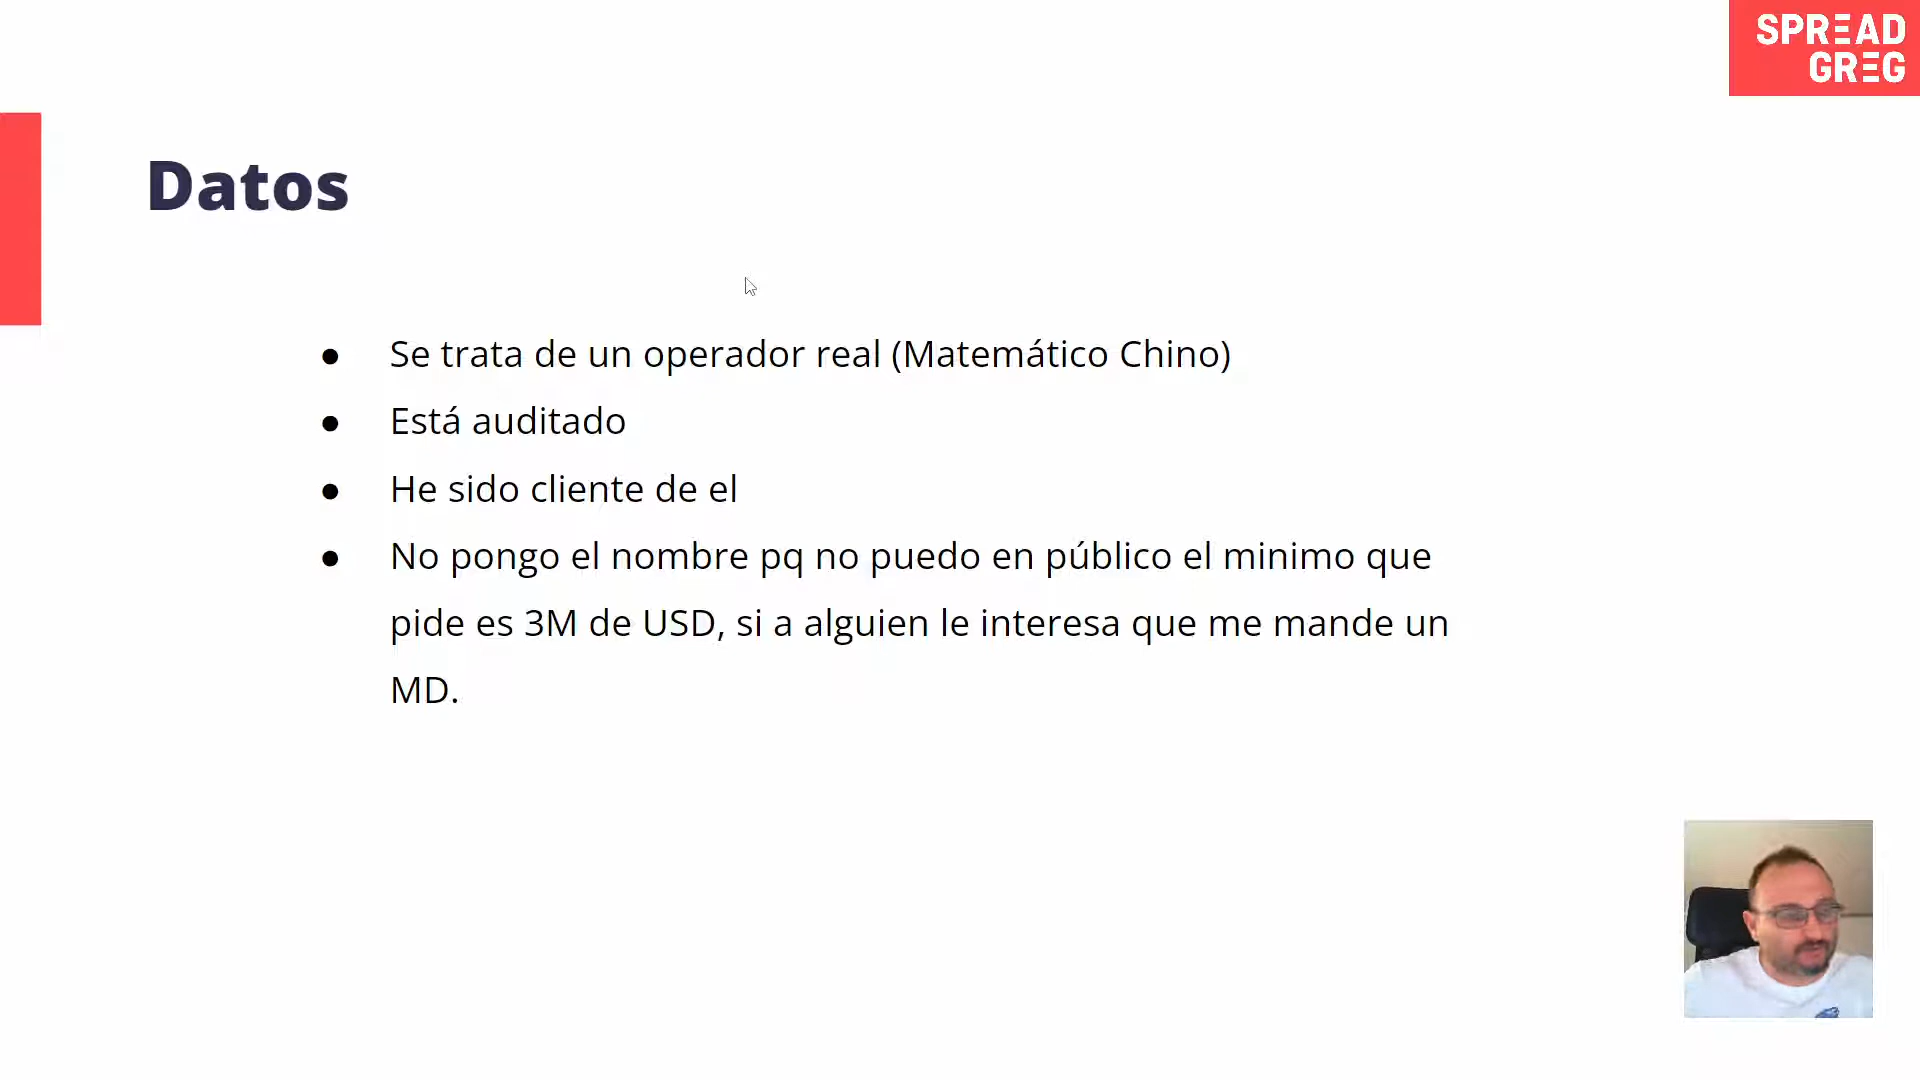 SPREAD
GREG
Datos
● Se trata de un operador real (Matemático Chino)
● Está auditado
● He sido cliente de el
● No pongo el nombre pq no puedo en público el minimo que
pide es 3M de USD, si a alguien le interesa que me mande un
MD.